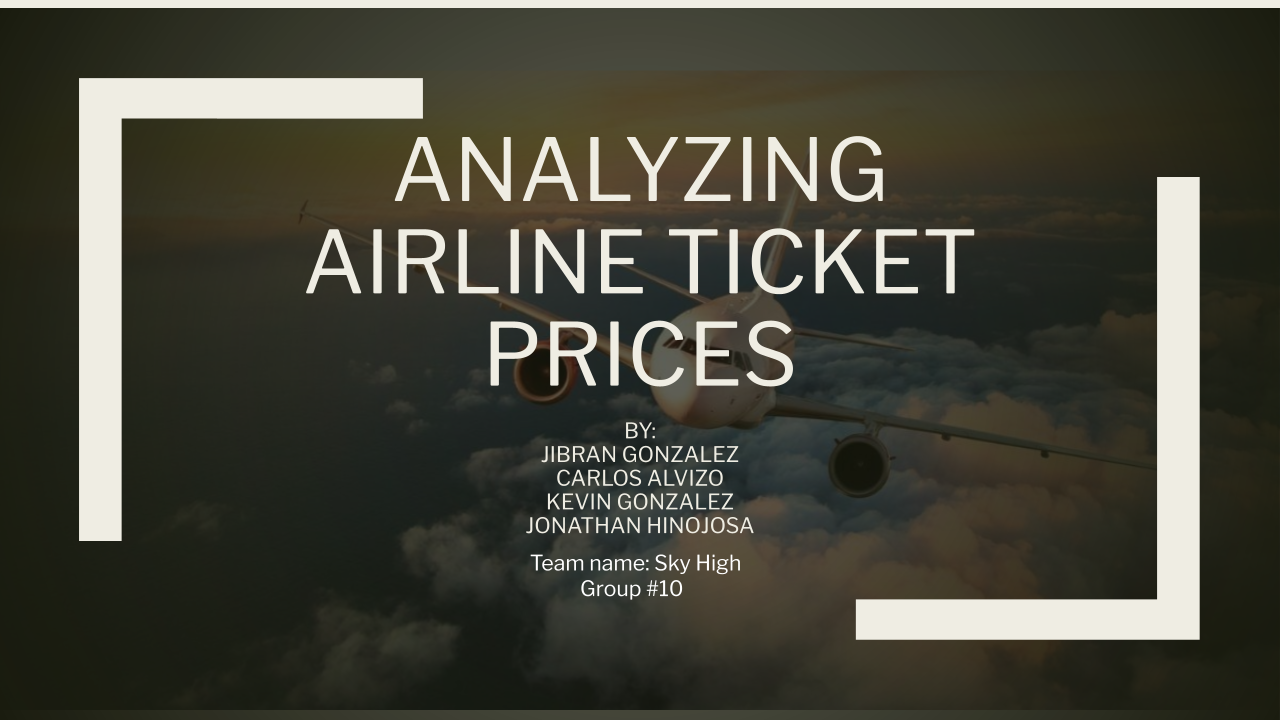 ANALYZING
AIRLINE TICKET
PRICES
BY:
JIBRAN GONZALEZ
CARLOS ALVIZO
KEVIN GONZALEZ
JONATHAN HINOJOSA
Team name: Sky High
Group #10